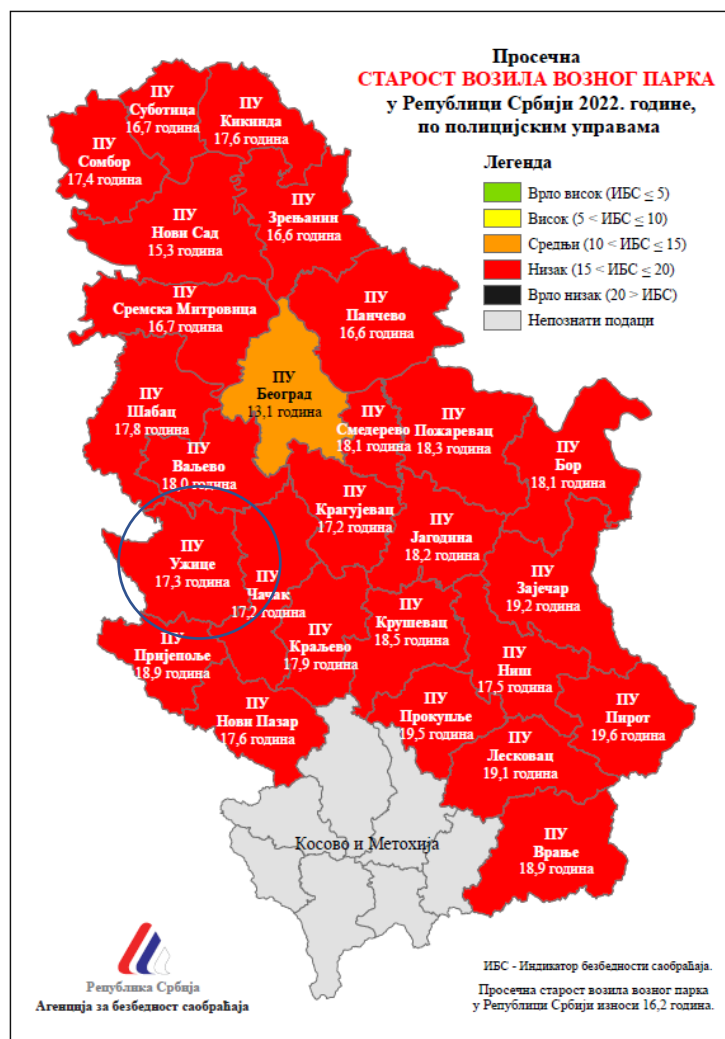 Просечна
СТАРОСТ ВОЗИЛА ВОЗНОГ ПАРКА
у Републици Србији 2022. године,
по полицијским управама
Легенда
Врло висок (ИБС ≤ 5)
Висок (5 < ИБС ≤ 10)
Средњи (10 < ИБС ≤ 15)
Низак (15 < ИБС ≤ 20)
Врло низак (20 > ИБС)
Непознати подаци
ПУ
Суботица
16,7 година
ПУ
Кикинда
17,6 година
ПУ
Сомбор
17,4 година
ПУ
Нови Сад
15,3 година
ПУ
Зрењанин
16,6 година
ПУ
Сремска Митровица
16,7 година
ПУ
Панчево
16,6 година
ПУ
Београд
13,1 година
ПУ
Шабац
17,8 година
ПУ
Ваљево
18,0 година
ПУ
Смедерево
18,1 година
ПУ
Пожаревац
18,3 година
ПУ
Бор
18,1 година
ПУ
Крагујевац
17,2 година
ПУ
Јагодина
18,2 година
ПУ
Ужице
17,3 година
ПУ
Чачак
17,2 година
ПУ
Зајечар
19,2 година
ПУ
Крушевац
18,5 година
ПУ
Краљево
17,9 година
ПУ
Пријепоље
18,9 година
ПУ
Ниш
17,5 година
ПУ
Нови Пазар
17,6 година
ПУ
Прокупље
19,5 година
ПУ
Пирот
19,6 година
ПУ
Лесковац
19,1 година
ПУ
Врање
18,9 година
Косово и Метохија
Република Србија
Агенција за безбедност саобраћаја
ИБС - Индикатор безбедности саобраћаја.
Просечна старост возила возног парка
у Републици Србији износи 16,2 година.